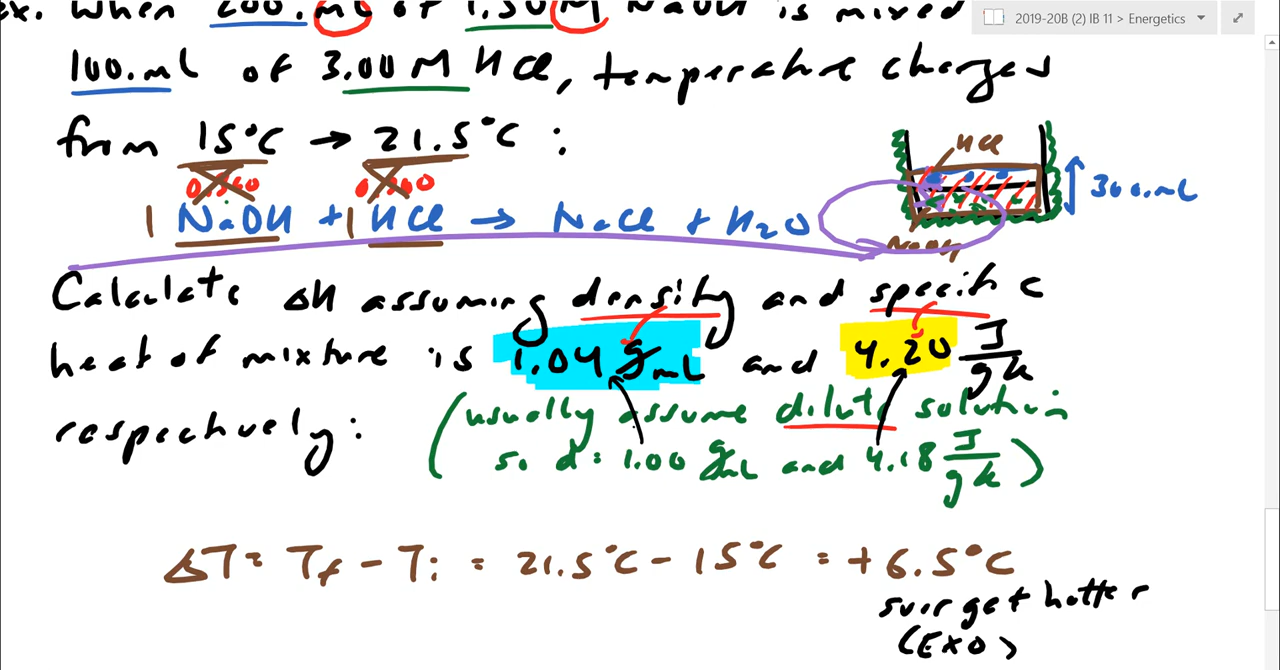 ex. When 200.mL of 1.50 M NaOH is mixed
2019-20B (2) IB 11 > Energetics
100.mL of 3.00 M HCl, temperature changes
from 15°C → 21.5°C :
HCl
300.mL
1 NaOH + 1 HCl → NaCl + H2O
NaOH
Calculate ΔH assuming density and specific
heat of mixture is 1.04 g/mL and 4.20 J/gK
respectively:
(usually assume dilute solution
so d = 1.00 g/mL and 4.18 J/gK)
ΔT = Tf - Ti = 21.5°C - 15°C = +6.5°C
surr get hotter
(EXO)